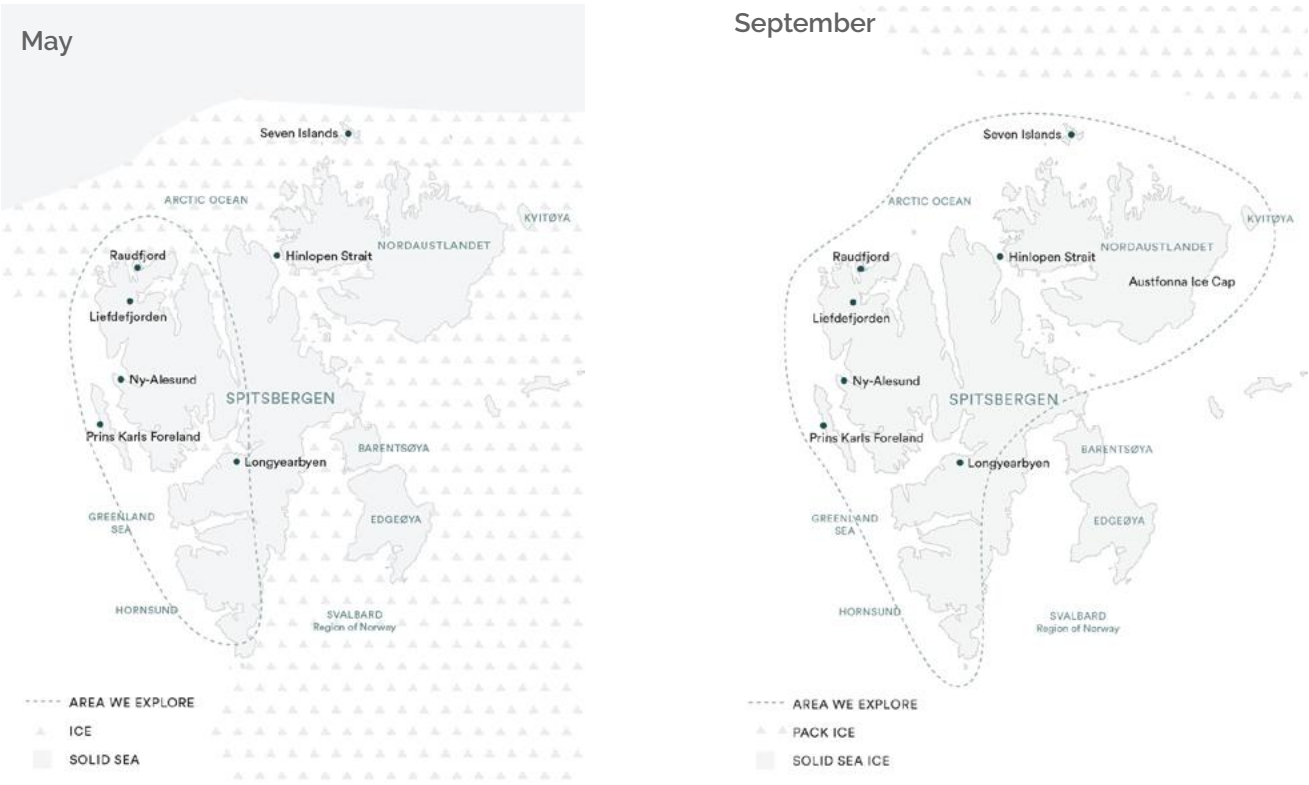 May
Seven Islands
ARCTIC OCEAN
KVITØYA
NORDAUSTLANDET
Raudfjord
Hinlopen Strait
Liefdefjorden
Ny-Alesund
SPITSBERGEN
Prins Karls Foreland
BARENTSØYA
Longyearbyen
GREENLAND
SEA
EDGEØYA
HORNSUND
SVALBARD
Region of Norway
AREA WE EXPLORE
ICE
SOLID SEA
September
Seven Islands
ARCTIC OCEAN
KVITØYA
NORDAUSTLANDET
Raudfjord
Hinlopen Strait
Austfonna Ice Cap
Liefdefjorden
Ny-Alesund
SPITSBERGEN
Prins Karls Foreland
BARENTSØYA
Longyearbyen
GREENLAND
SEA
EDGEØYA
HORNSUND
SVALBARD
Region of Norway
AREA WE EXPLORE
PACK ICE
SOLID SEA ICE